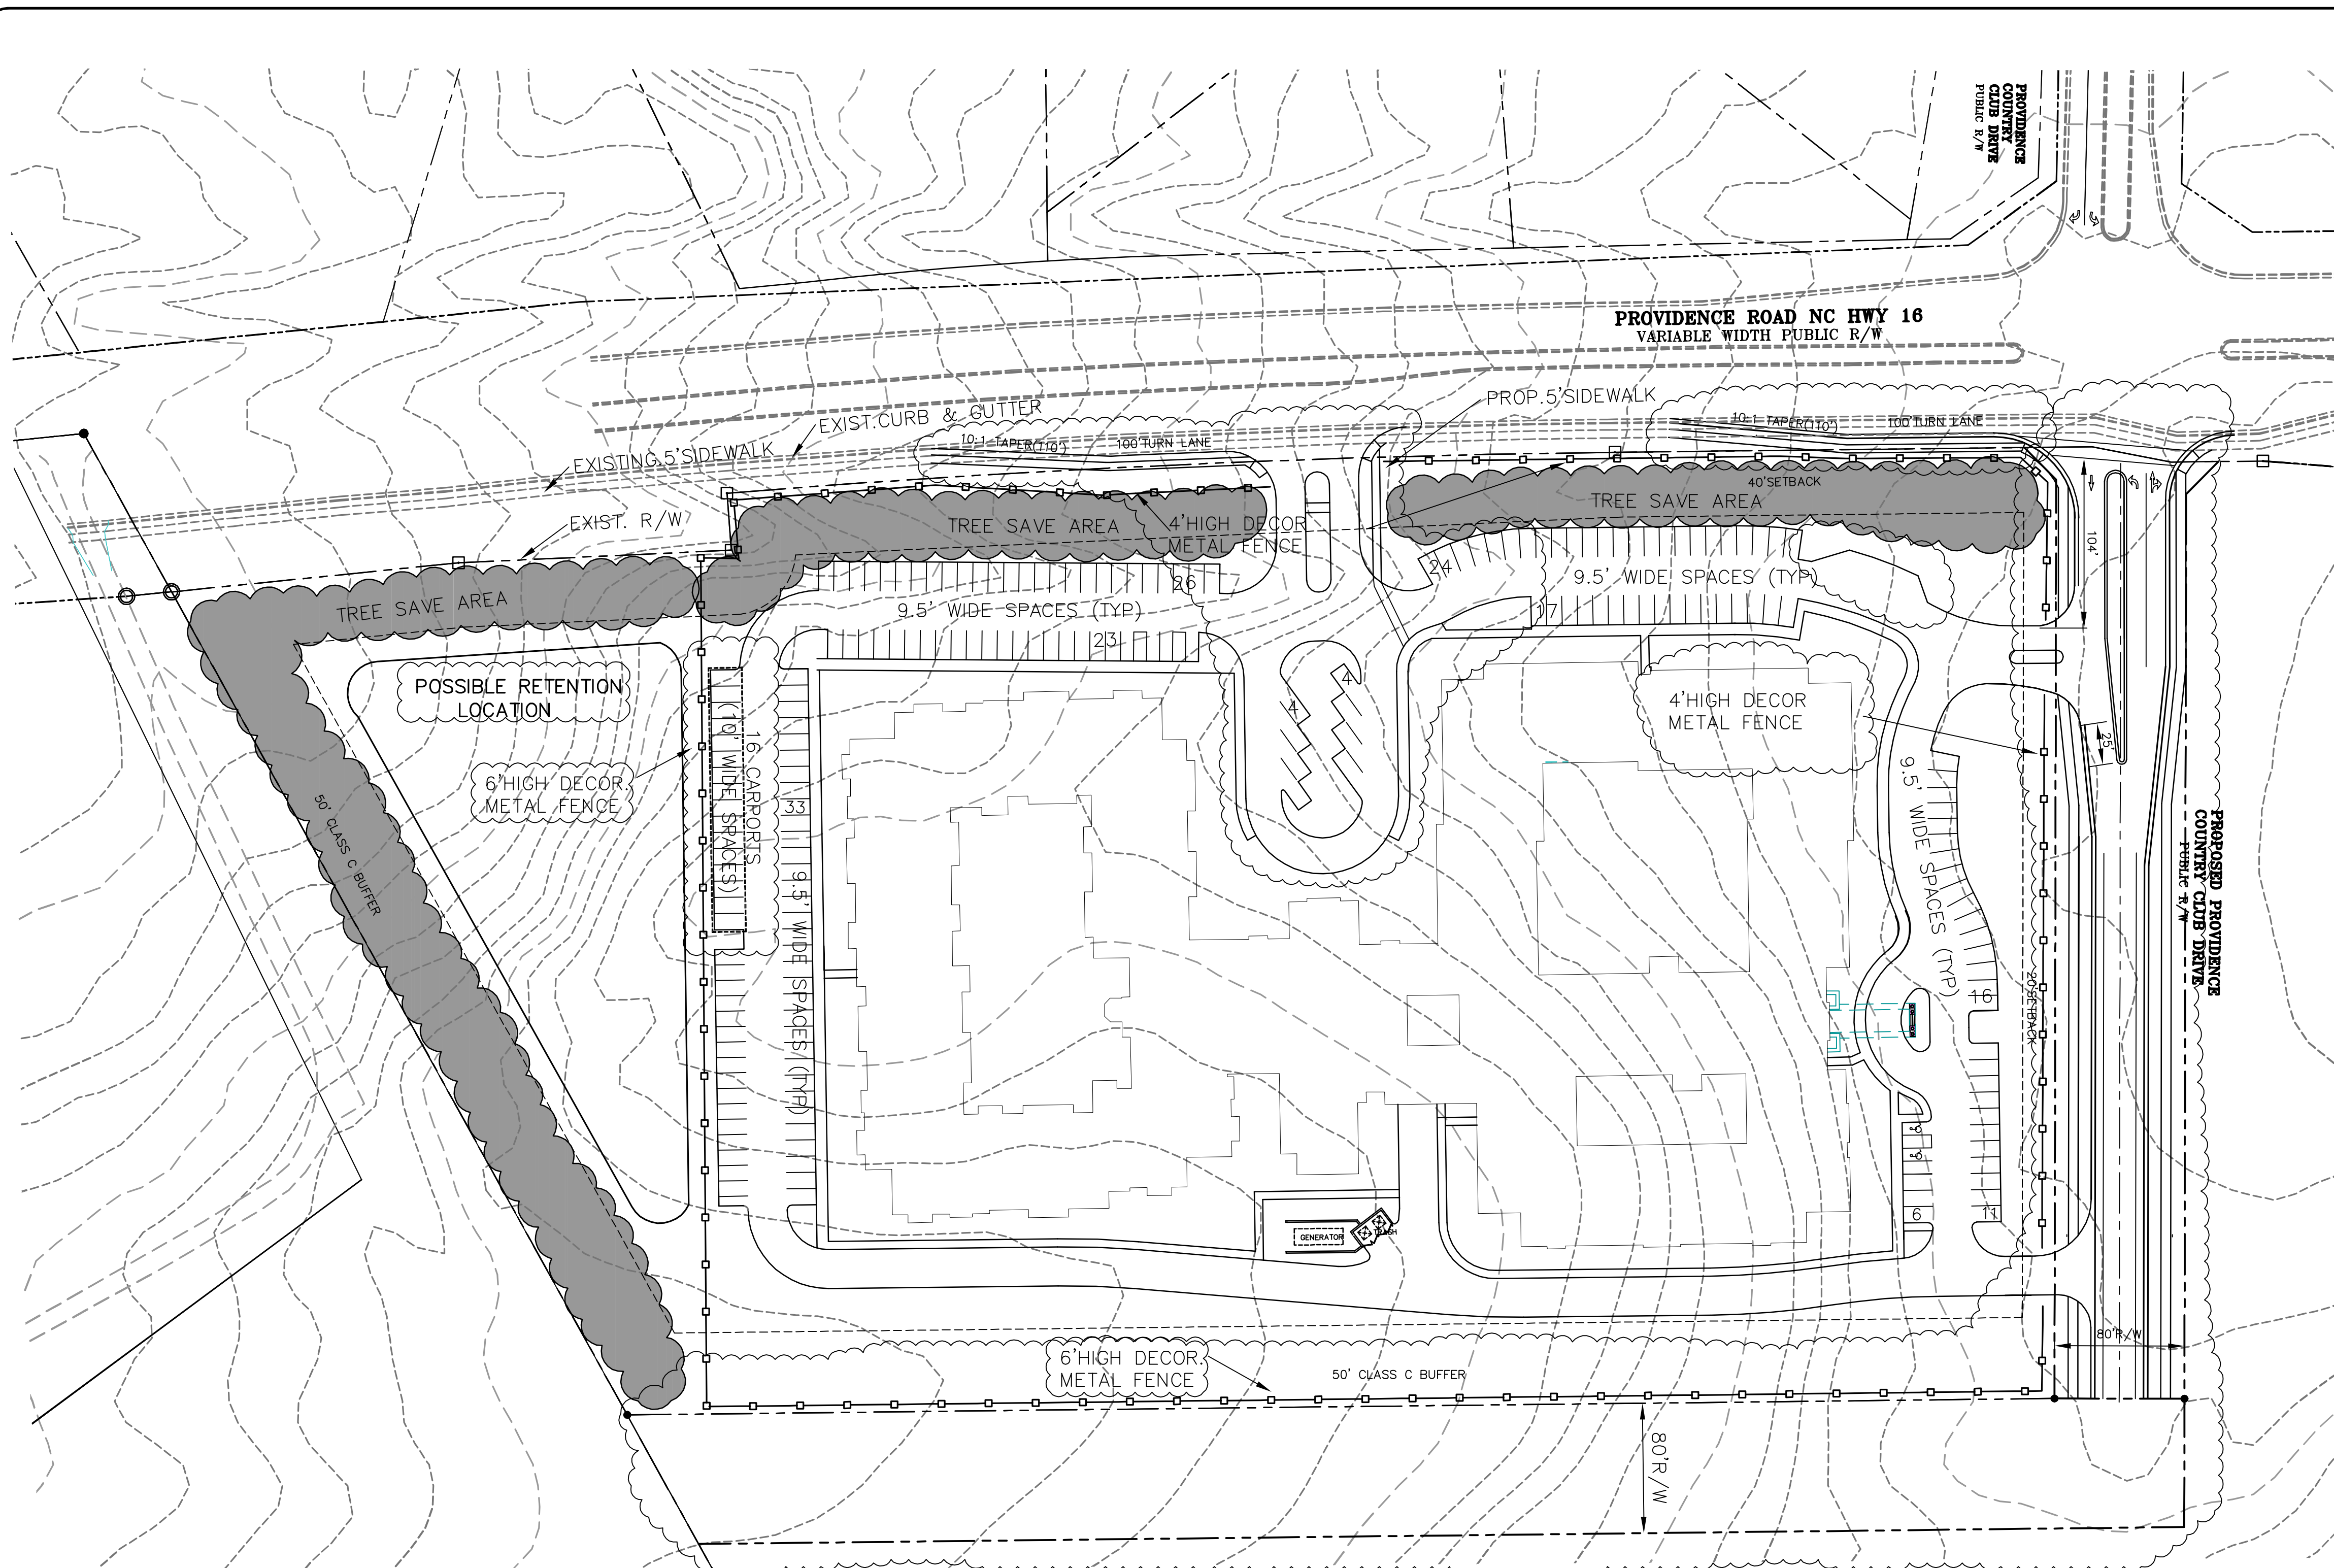 PROVIDENCE
COUNTRY
CLUB DRIVE
PUBLIC R/W
PROVIDENCE ROAD NC HWY 16
VARIABLE WIDTH PUBLIC R/W
PROP.5'SIDEWALK
EXIST.CURB & GUTTER
10:1 TAPER(110')
100'TURN LANE
10:1 TAPER(110')
100'TURN LANE
EXISTING.5'SIDEWALK
40'SETBACK
TREE SAVE AREA
EXIST. R/W
TREE SAVE AREA
4'HIGH DECOR
METAL FENCE
104'
TREE SAVE AREA
26
24
9.5' WIDE SPACES (TYP)
9.5' WIDE SPACES (TYP)
17
23
POSSIBLE RETENTION
LOCATION
4
4
4'HIGH DECOR
METAL FENCE
25'
16 CARPORTS
(10' WIDE SPACES)
6'HIGH DECOR.
METAL FENCE
33
50' CLASS C BUFFER
9.5' WIDE SPACES (TYP)
9.5' WIDE SPACES (TYP)
16
20'SETBACK
PROPOSED PROVIDENCE
COUNTRY CLUB DRIVE
PUBLIC R/W
6
11
GENERATOR
TRASH
80'R/W
6'HIGH DECOR.
METAL FENCE
50' CLASS C BUFFER
80'R/W